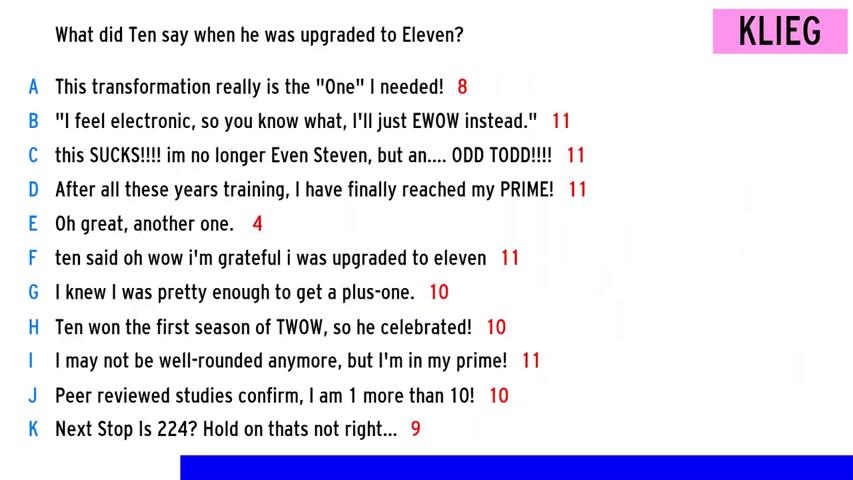 What did Ten say when he was upgraded to Eleven?
KLIEG
A This transformation really is the "One" I needed! 8
B "I feel electronic, so you know what, I'll just EWOW instead." 11
C this SUCKS!!!! im no longer Even Steven, but an.... ODD TODD!!!! 11
D After all these years training, I have finally reached my PRIME! 11
E Oh great, another one. 4
F ten said oh wow i'm grateful i was upgraded to eleven 11
G I knew I was pretty enough to get a plus-one. 10
H Ten won the first season of TWOW, so he celebrated! 10
I I may not be well-rounded anymore, but I'm in my prime! 11
J Peer reviewed studies confirm, I am 1 more than 10! 10
K Next Stop Is 224? Hold on thats not right... 9